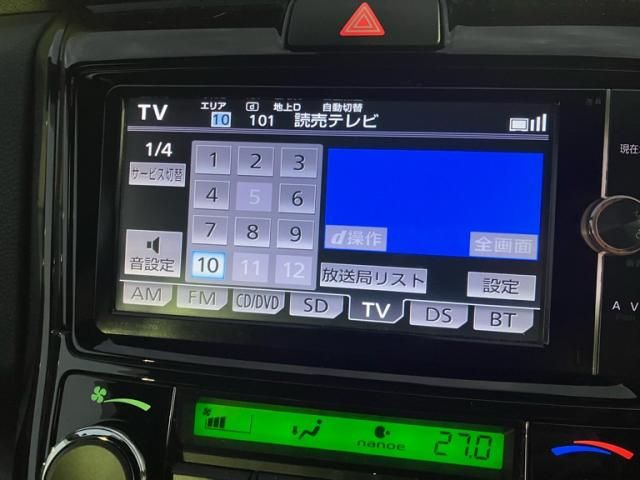 TV エリア 10 d 地上D 101 自動切替 読売テレビ
1/4
サービス切替
1 2 3
4 5 6
7 8 9
10 11 12
音設定
d操作 全画面
放送局リスト 設定
AM FM CD/DVD SD TV DS BT
現在
A V
nanoe 27.0